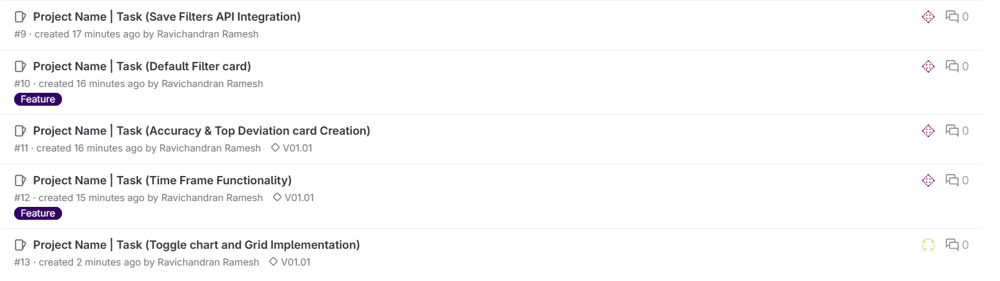 Project Name | Task (Save Filters API Integration)
0
#9 · created 17 minutes ago by Ravichandran Ramesh
Project Name | Task (Default Filter card)
0
#10 · created 16 minutes ago by Ravichandran Ramesh
Feature
Project Name | Task (Accuracy & Top Deviation card Creation)
0
#11 · created 16 minutes ago by Ravichandran Ramesh V01.01
Project Name | Task (Time Frame Functionality)
0
#12 · created 15 minutes ago by Ravichandran Ramesh V01.01
Feature
Project Name | Task (Toggle chart and Grid Implementation)
0
#13 · created 2 minutes ago by Ravichandran Ramesh V01.01